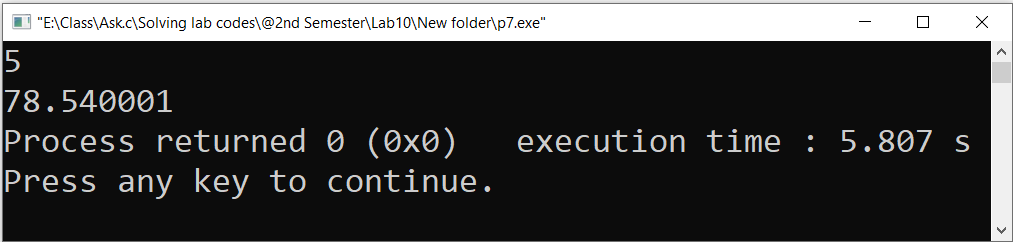 "E:\Class\Ask.c\Solving lab codes\@2nd Semester\Lab10\New folder\p7.exe"
5
78.540001
Process returned 0 (0x0)   execution time : 5.807 s
Press any key to continue.